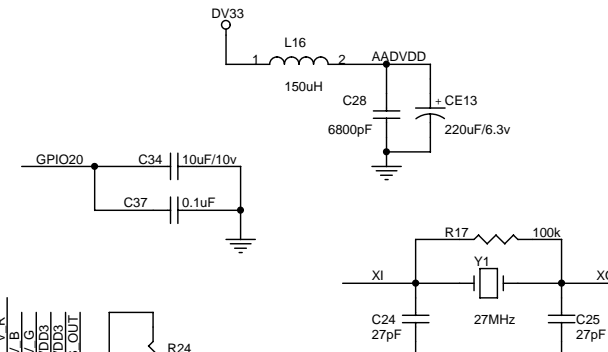 DV33
L16
1
2
AADVDD
150uH
C28
+ CE13
6800pF
220uF/6.3v
GPIO20
C34
10uF/10v
C37
0.1uF
R17
100k
XI
Y1
C24
27MHz
C25
27pF
27pF
R24